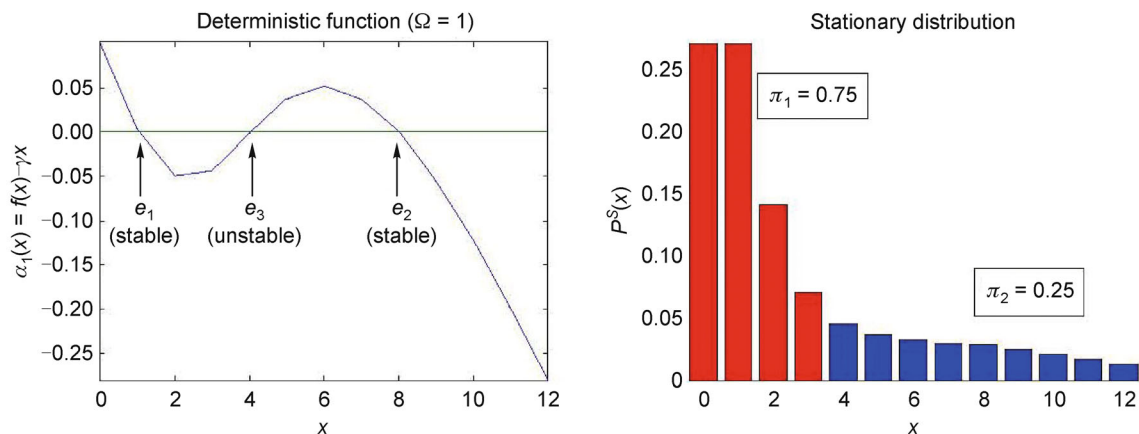 Deterministic function (Ω = 1)
0.05
0.00
−0.05
−0.10
−0.15
−0.20
−0.25
α₁(x) = f(x)−γx
e₁
(stable)
e₃
(unstable)
e₂
(stable)
0 2 4 6 8 10 12
x
Stationary distribution
0.25
0.20
0.15
0.10
0.05
0
Pˢ(x)
π₁ = 0.75
π₂ = 0.25
0 2 4 6 8 10 12
x